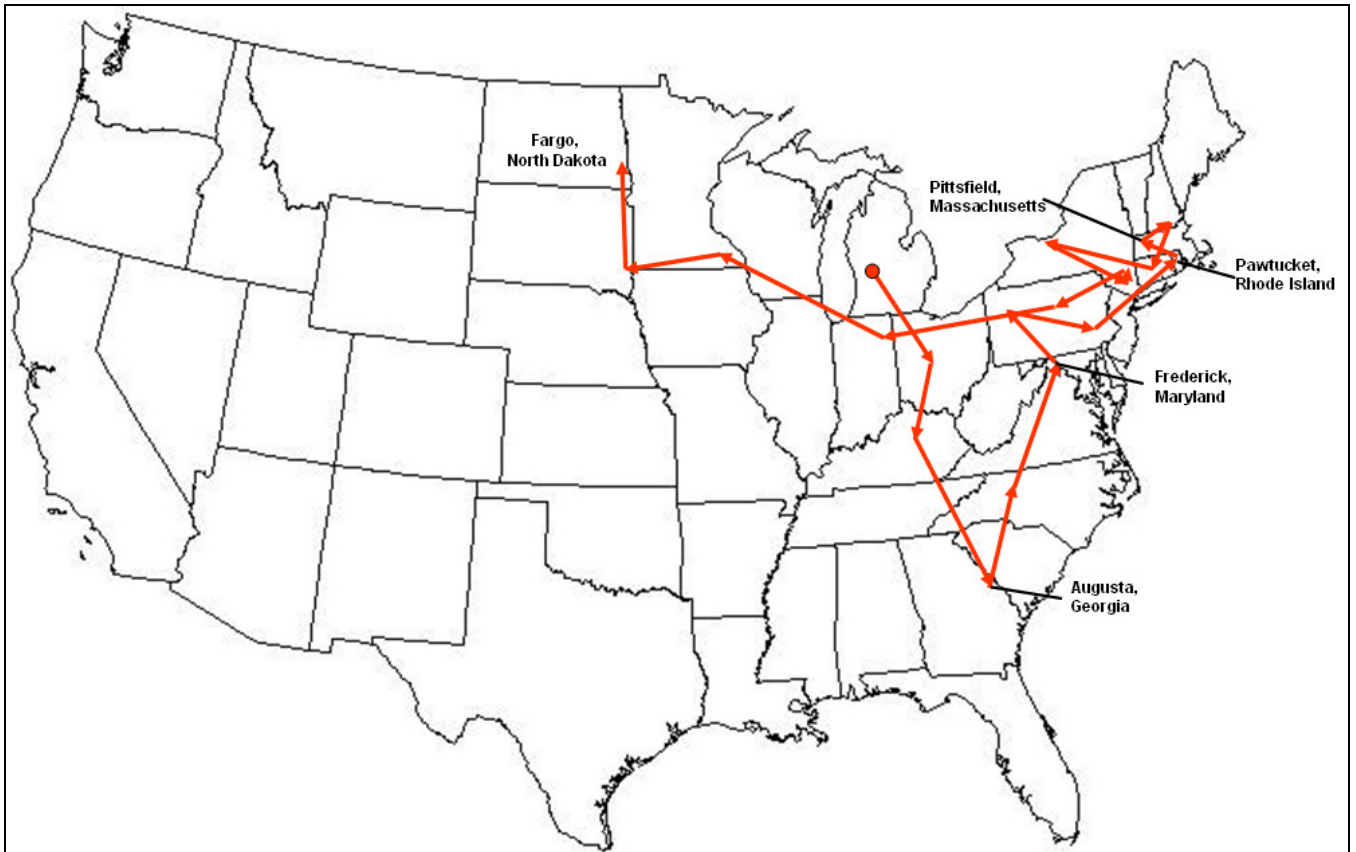 Fargo,
North Dakota
Pittsfield,
Massachusetts
Pawtucket,
Rhode Island
Frederick,
Maryland
Augusta,
Georgia